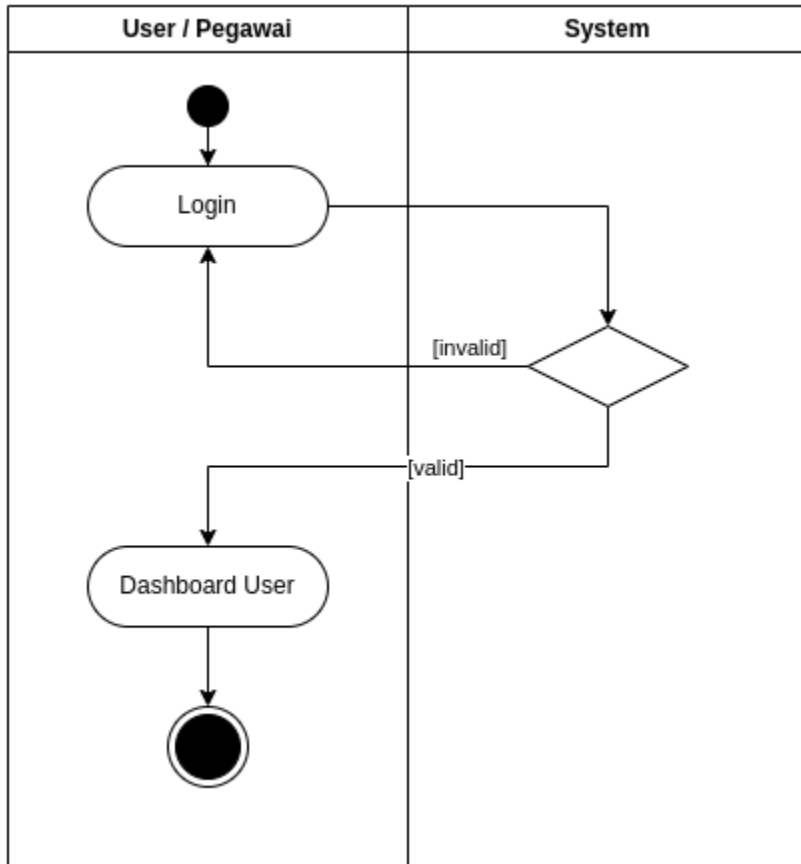 User / Pegawai
System
Login
[invalid]
[valid]
Dashboard User